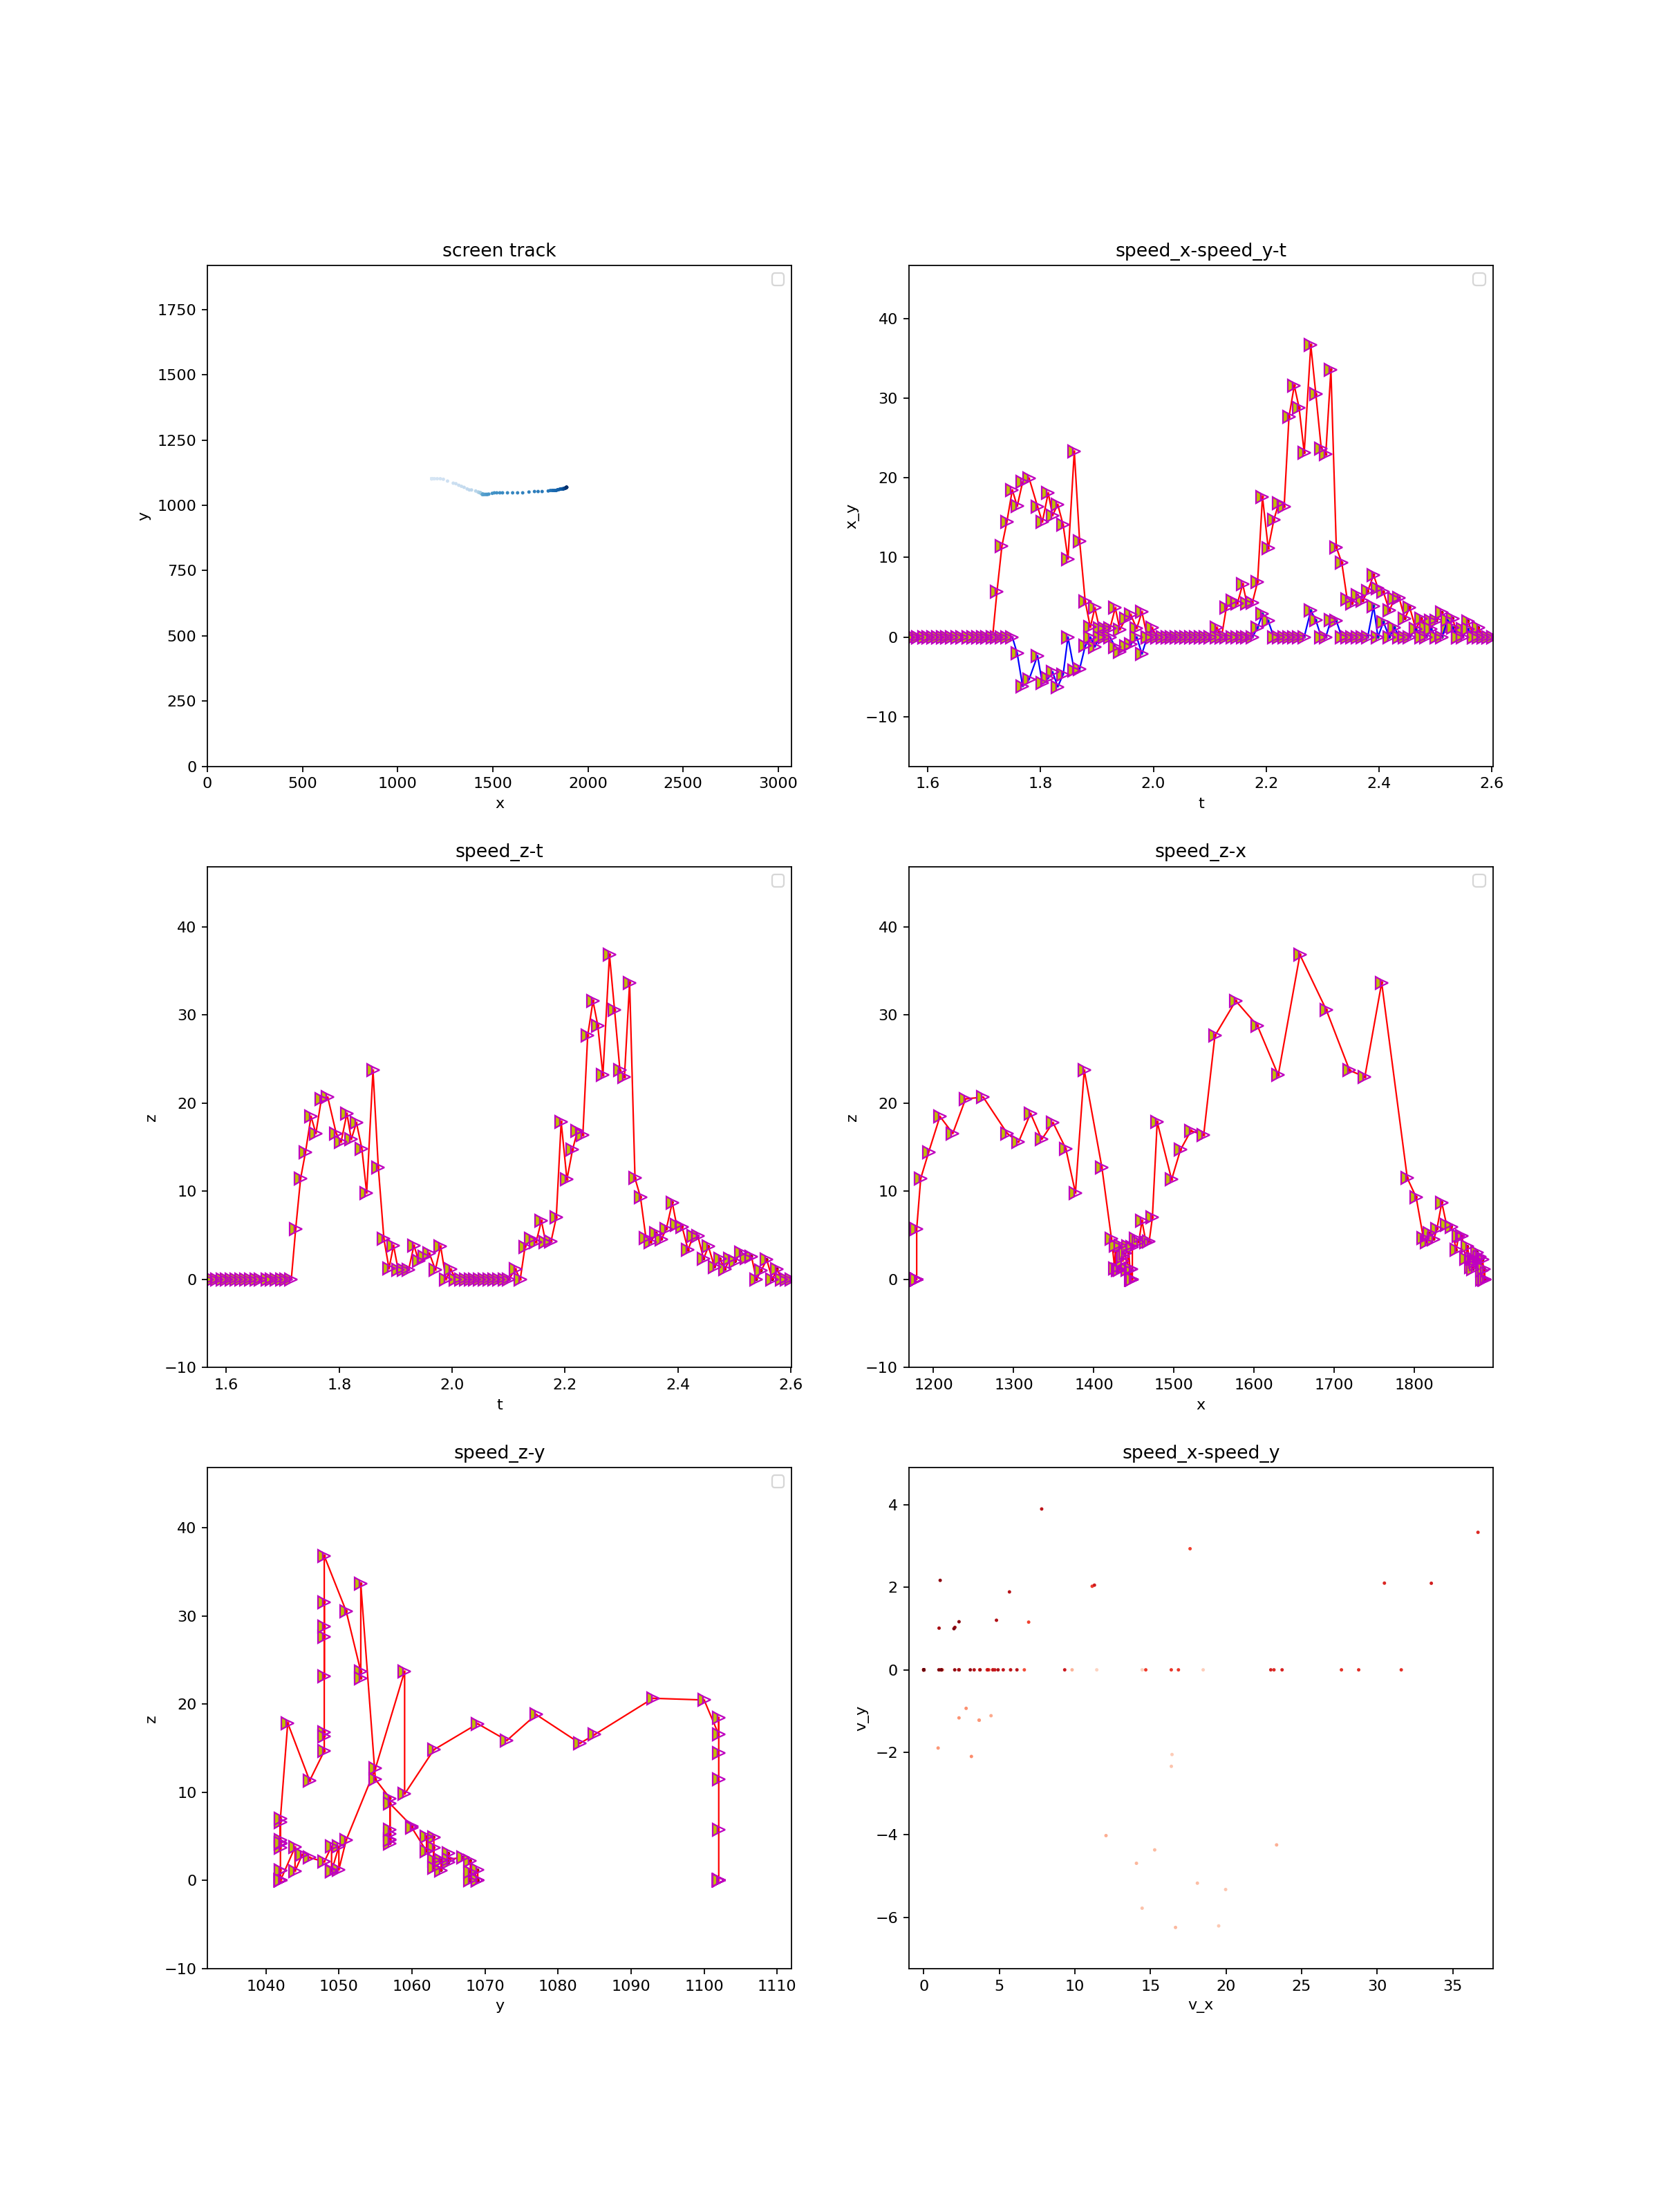 screen track
1750
1500
1250
1000
750
500
250
0
y
0 500 1000 1500 2000 2500 3000
x
speed_x-speed_y-t
40
30
20
10
0
−10
x_y
1.6 1.8 2.0 2.2 2.4 2.6
t
speed_z-t
40
30
20
10
0
−10
z
1.6 1.8 2.0 2.2 2.4 2.6
t
speed_z-x
40
30
20
10
0
−10
z
1200 1300 1400 1500 1600 1700 1800
x
speed_z-y
40
30
20
10
0
−10
z
1040 1050 1060 1070 1080 1090 1100 1110
y
speed_x-speed_y
4
2
0
−2
−4
−6
v_y
0 5 10 15 20 25 30 35
v_x